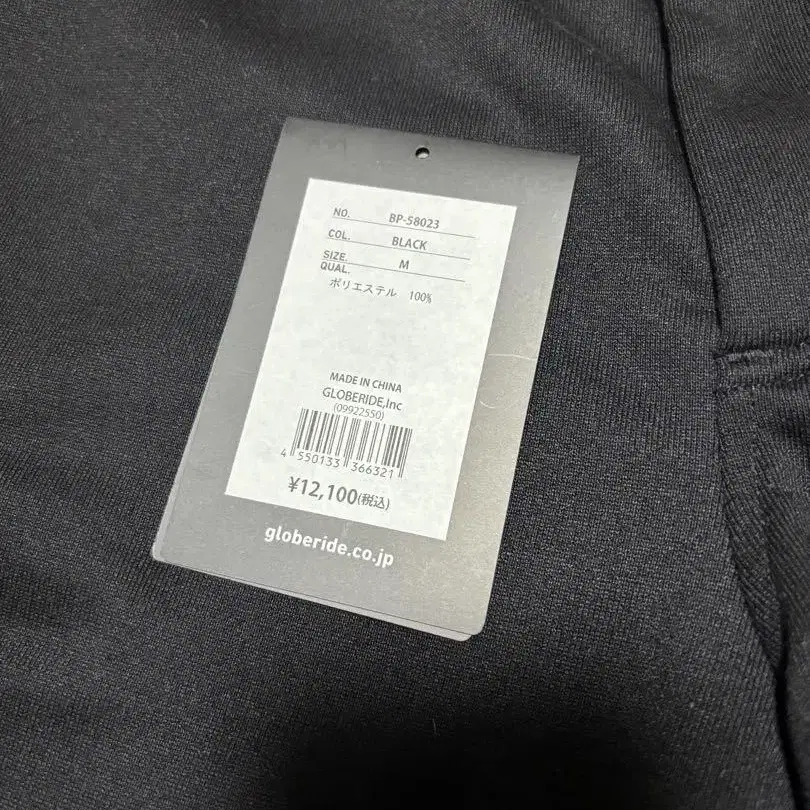 NO. BP-58023
COL. BLACK
SIZE. M
QUAL.
ポリエステル 100%
MADE IN CHINA
GLOBERIDE,Inc
(09922550)
4 550133 366321
¥12,100(税込)
globeride.co.jp